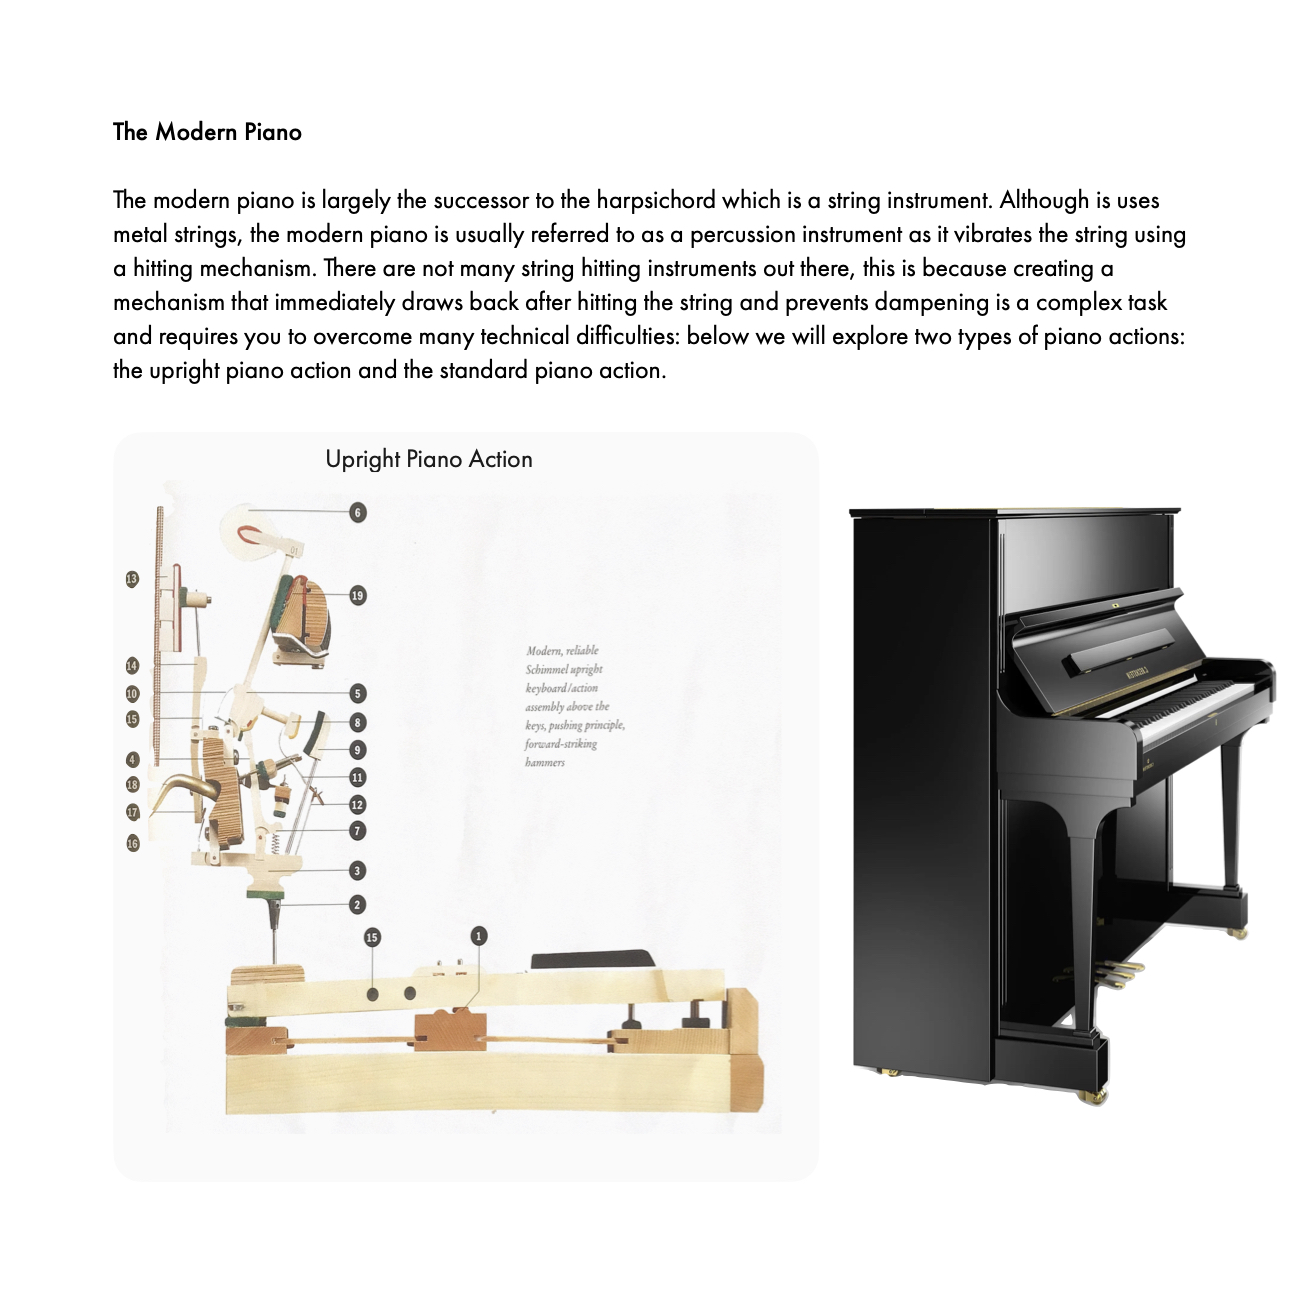 The Modern Piano
The modern piano is largely the successor to the harpsichord which is a string instrument. Although is uses
metal strings, the modern piano is usually referred to as a percussion instrument as it vibrates the string using
a hitting mechanism. There are not many string hitting instruments out there, this is because creating a
mechanism that immediately draws back after hitting the string and prevents dampening is a complex task
and requires you to overcome many technical difficulties: below we will explore two types of piano actions:
the upright piano action and the standard piano action.
Upright Piano Action
6
13
19
Modern, reliable
Schimmel upright
keyboard/action
assembly above the
keys, pushing principle,
forward-striking
hammers
14
10
5
15
8
4
9
18
11
17
12
16
7
3
2
15
1